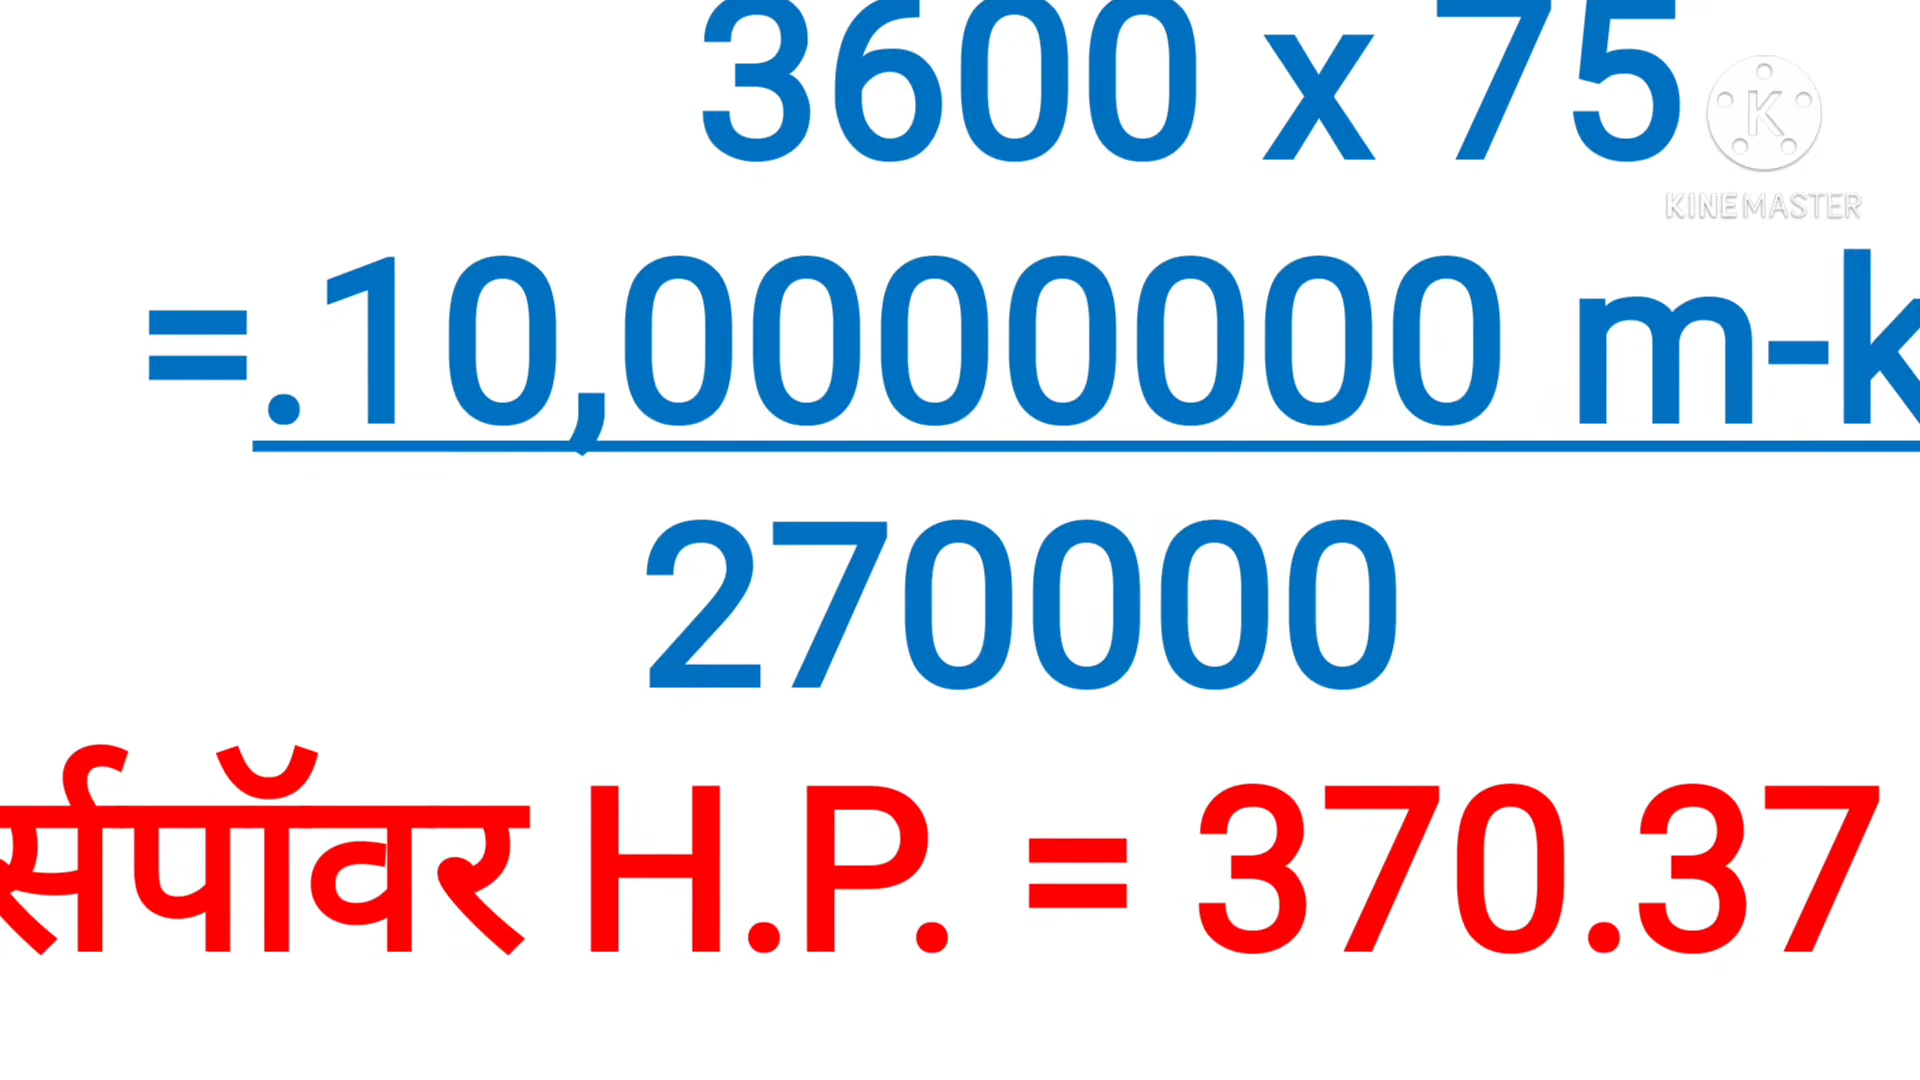 3600 x 75
K
KINEMASTER
=.10,0000000 m-k
270000
र्सपॉवर H.P. = 370.37